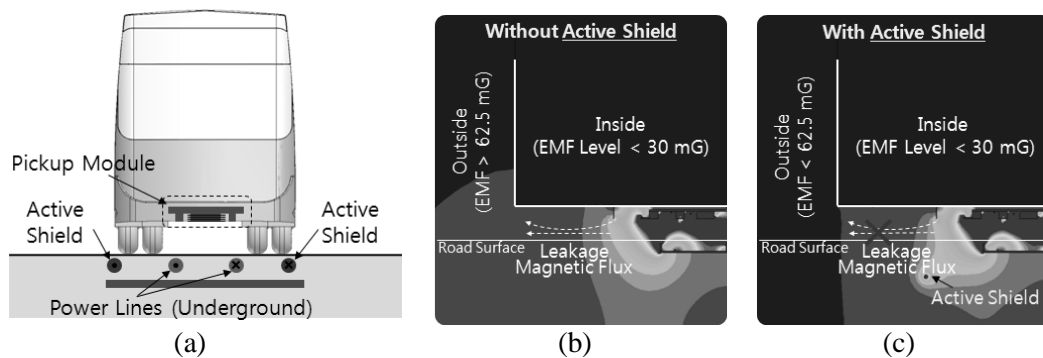 Pickup Module
Active
Shield
Active
Shield
Power Lines (Underground)
(a)
Without Active Shield
Outside
(EMF > 62.5 mG)
Inside
(EMF Level < 30 mG)
Road Surface
Leakage
Magnetic Flux
(b)
With Active Shield
Outside
(EMF < 62.5 mG)
Inside
(EMF Level < 30 mG)
Road Surface
Leakage
Magnetic Flux
Active Shield
(c)